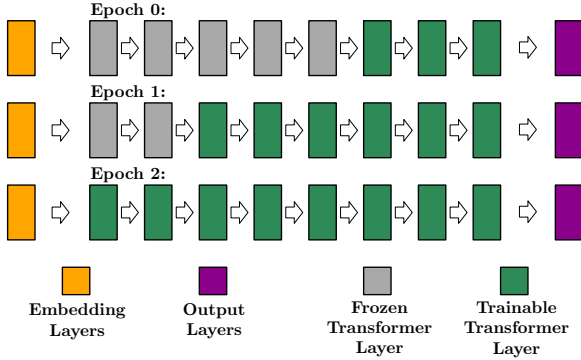 Epoch 0:
Epoch 1:
Epoch 2:
Embedding
Layers
Output
Layers
Frozen
Transformer
Layer
Trainable
Transformer
Layer